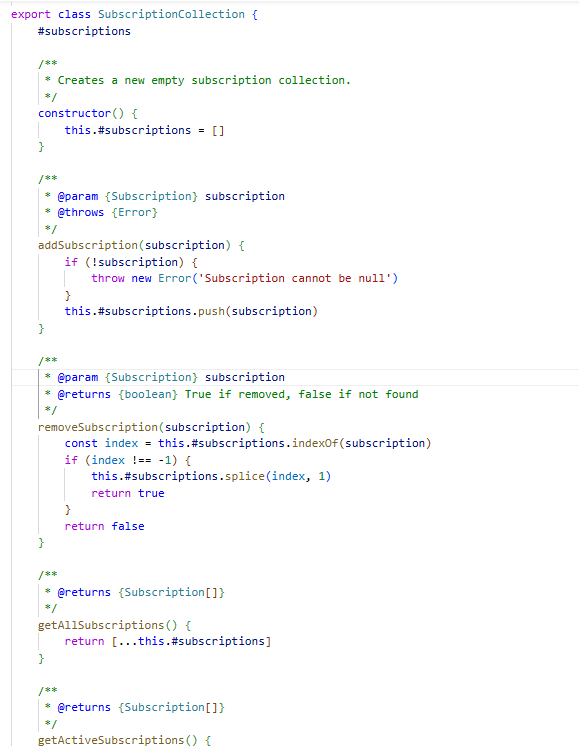 export class SubscriptionCollection {
#subscriptions
/**
* Creates a new empty subscription collection.
*/
constructor() {
this.#subscriptions = []
}
/**
* @param {Subscription} subscription
* @throws {Error}
*/
addSubscription(subscription) {
if (!subscription) {
throw new Error('Subscription cannot be null')
}
this.#subscriptions.push(subscription)
}
/**
* @param {Subscription} subscription
* @returns {boolean} True if removed, false if not found
*/
removeSubscription(subscription) {
const index = this.#subscriptions.indexOf(subscription)
if (index !== -1) {
this.#subscriptions.splice(index, 1)
return true
}
return false
}
/**
* @returns {Subscription[]}
*/
getAllSubscriptions() {
return [...this.#subscriptions]
}
/**
* @returns {Subscription[]}
*/
getActiveSubscriptions() {